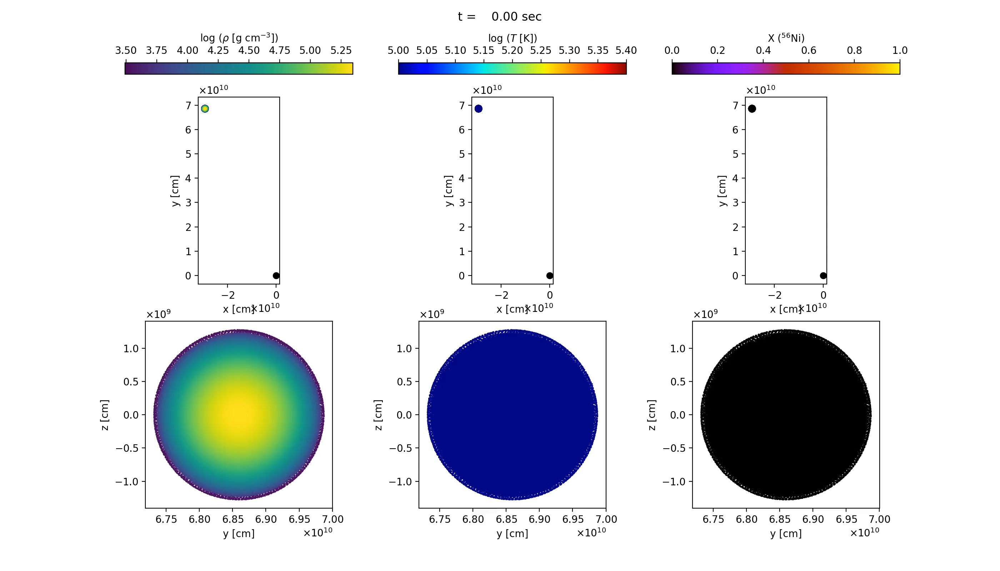 t = 0.00 sec
log (ρ [g cm⁻³])
log (T [K])
X (⁵⁶Ni)
3.50 3.75 4.00 4.25 4.50 4.75 5.00 5.25
5.00 5.05 5.10 5.15 5.20 5.25 5.30 5.35 5.40
0.0 0.2 0.4 0.6 0.8 1.0
×10¹⁰
7
6
5
4
3
2
1
0
y [cm]
−2 0
x [cm]
×10¹⁰
×10¹⁰
7
6
5
4
3
2
1
0
y [cm]
−2 0
x [cm]
×10¹⁰
×10¹⁰
7
6
5
4
3
2
1
0
y [cm]
−2 0
x [cm]
×10¹⁰
×10⁹
1.0
0.5
0.0
−0.5
−1.0
z [cm]
6.75 6.80 6.85 6.90 6.95 7.00
y [cm]
×10¹⁰
×10⁹
1.0
0.5
0.0
−0.5
−1.0
z [cm]
6.75 6.80 6.85 6.90 6.95 7.00
y [cm]
×10¹⁰
×10⁹
1.0
0.5
0.0
−0.5
−1.0
z [cm]
6.75 6.80 6.85 6.90 6.95 7.00
y [cm]
×10¹⁰